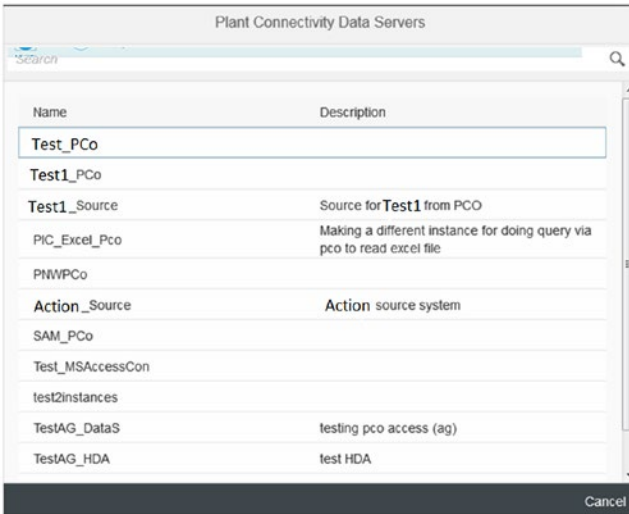 Plant Connectivity Data Servers
Search
Name Description
Test_PCo
Test1_PCo
Test1_Source Source for Test1 from PCO
PIC_Excel_Pco Making a different instance for doing query via
pco to read excel file
PNWPCo
Action_Source Action source system
SAM_PCo
Test_MSAccessCon
test2instances
TestAG_DataS testing pco access (ag)
TestAG_HDA test HDA
Cancel